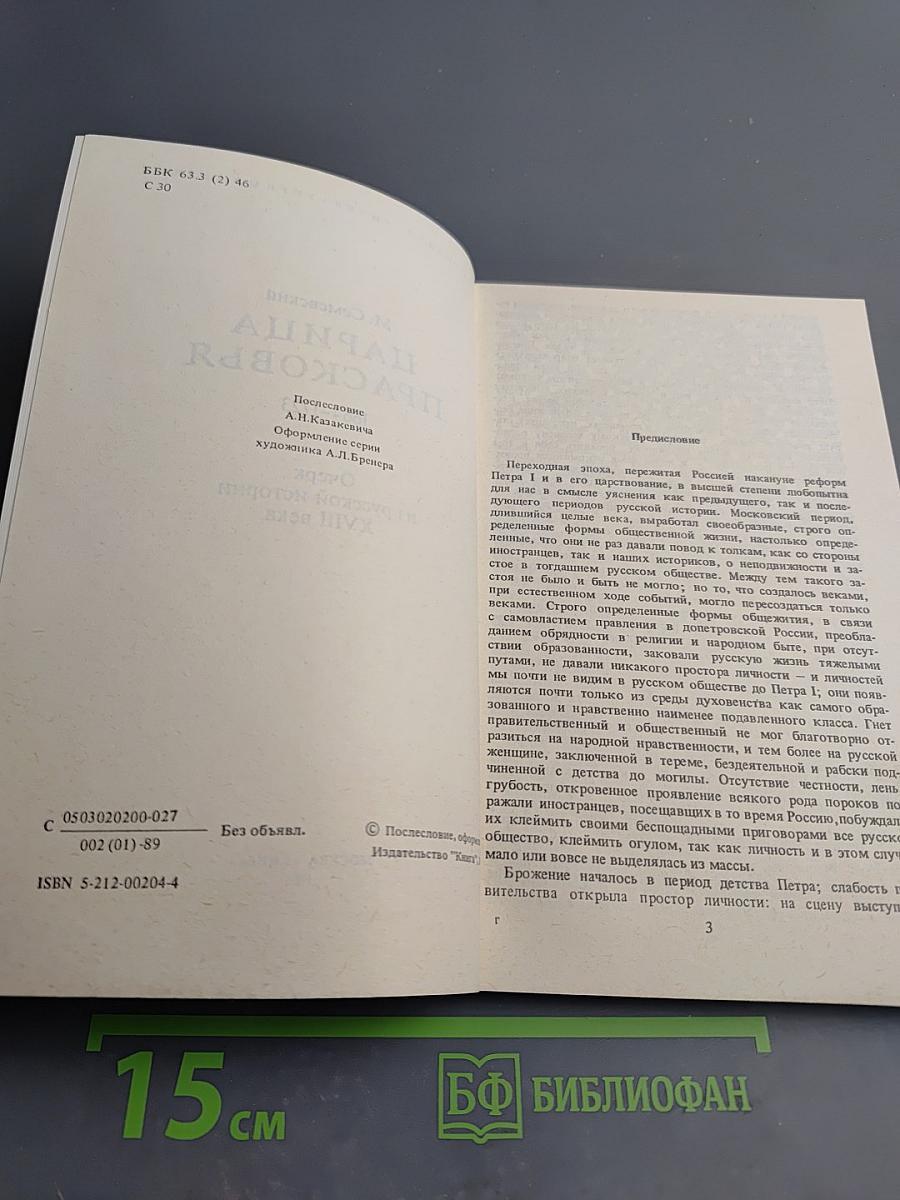 ББК 63.3 (2) 46
С 30
Послесловие
А.Н.Казакевича
Оформление серии
художника А.Л.Бренера
С 0503020200-027
002 (01) -89
Без объявл.
© Послесловие, оформ
Издательство "Книга",
ISBN 5-212-00204-4
Предисловие
Переходная эпоха, пережитая Россией накануне реформ
Петра I и в его царствование, в высшей степени любопытна
для нас в смысле уяснения как предыдущего, так и после-
дующего периодов русской истории. Московский период,
длившийся целые века, выработал своеобразные, строго оп-
ределенные формы общественной жизни, настолько опреде-
ленные, что они не раз давали повод к толкам, как со стороны
иностранцев, так и наших историков, о неподвижности и за-
стое в тогдашнем русском обществе. Между тем такого за-
стоя не было и быть не могло; но то, что создалось веками,
при естественном ходе событий, могло пересоздаться только
веками. Строго определенные формы общежития, в связи
с самовластием правления в допетровской России, преобла-
данием обрядности в религии и народном быте, при отсут-
ствии образованности, заковали русскую жизнь тяжелыми
путами, не давали никакого простора личности — и личностей
мы почти не видим в русском обществе до Петра I; они появ-
ляются почти только из среды духовенства как самого обра-
зованного и нравственно наименее подавленного класса. Гнет
правительственный и общественный не мог благотворно от-
разиться на народной нравственности, и тем более на русской
женщине, заключенной в тереме, бездеятельной и рабски под-
чиненной с детства до могилы. Отсутствие честности, лень
грубость, откровенное проявление всякого рода пороков по
ражали иностранцев, посещавших в то время Россию, побуждал
их клеймить своими беспощадными приговорами все русск
общество, клеймить огулом, так как личность и в этом случ
мало или вовсе не выделялась из массы.
Брожение началось в период детства Петра; слабость п
вительства открыла простор личности: на сцену выступ
г
3
15 см
БФ БИБЛИОФАН